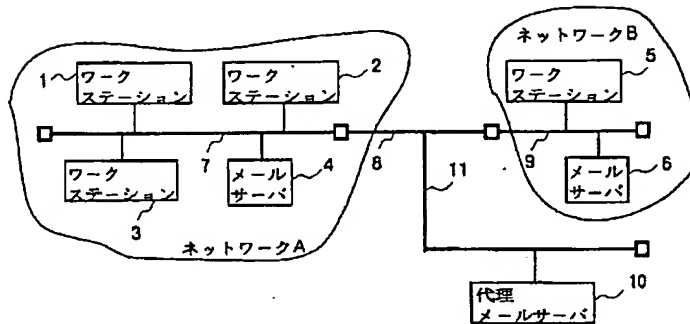 ネットワークB
1
ワーク
ステーション
ワーク
ステーション
2
ワーク
ステーション
5
7
メール
サーバ
4
8
9
メール
サーバ
6
ワーク
ステーション
3
11
ネットワークA
代理
メールサーバ
10